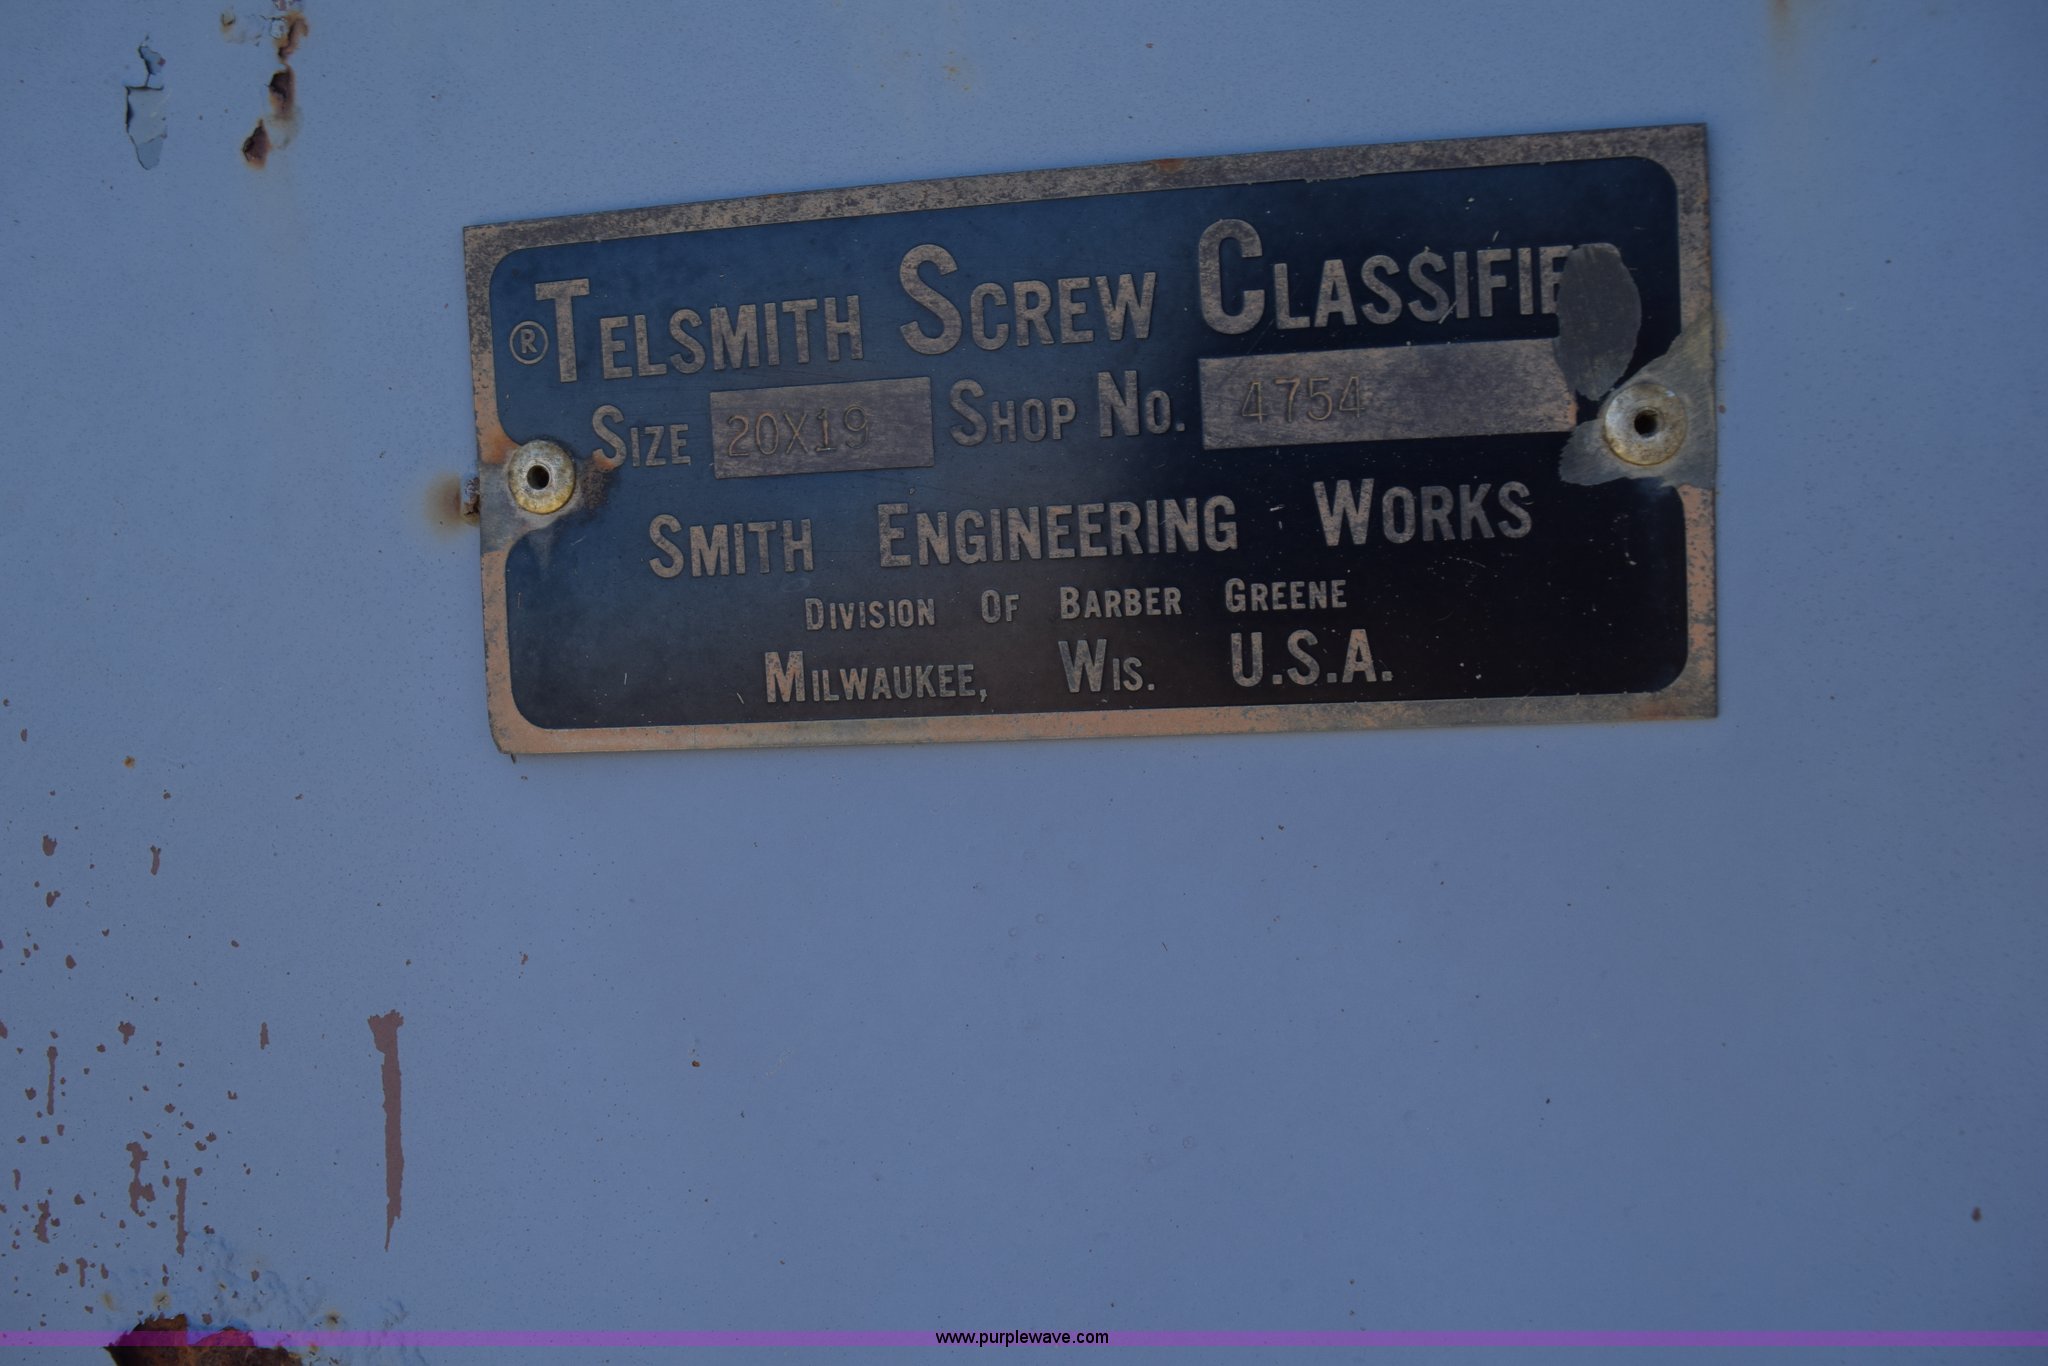 ® TELSMITH SCREW CLASSIFIE
SIZE 20X19 SHOP NO. 4754
SMITH ENGINEERING WORKS
DIVISION OF BARBER GREENE
MILWAUKEE, WIS. U.S.A.
www.purplewave.com